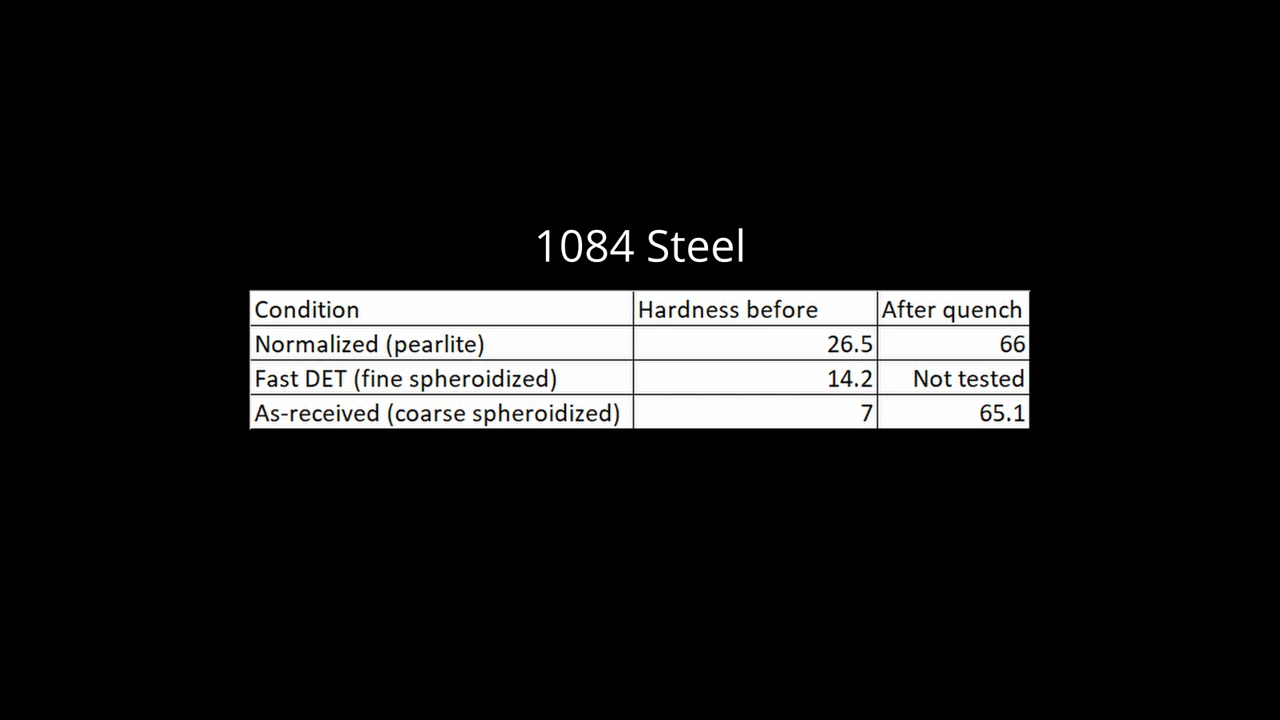 1084 Steel
Condition Hardness before After quench
Normalized (pearlite) 26.5 66
Fast DET (fine spheroidized) 14.2 Not tested
As-received (coarse spheroidized) 7 65.1